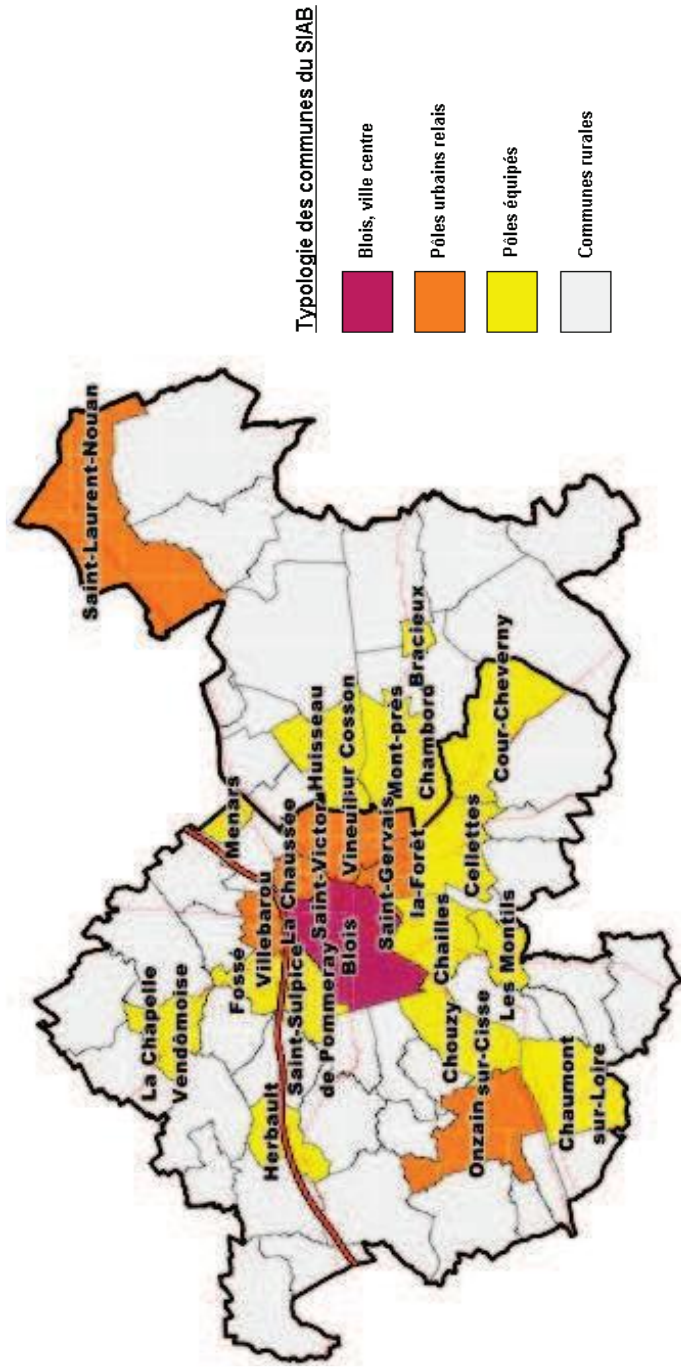 Typologie des communes du SIAB
Blois, ville centre
Pôles urbains relais
Pôles équipés
Communes rurales
Saint-Laurent-Nouan
La Chapelle
Vendômoise
Menars
Fossé
Villebarou
La Chaussée
Saint-Victor
Huisseau
sur Cosson
Vineuil
Herbault
Saint-Sulpice
de Pommeray
Blois
Saint-Gervais
la-Forêt
Mont-près
Chambord
Bracieux
Cour-Cheverny
Cellettes
Chailles
Les Montils
Chouzy
sur-Cisse
Onzain
Chaumont
sur-Loire